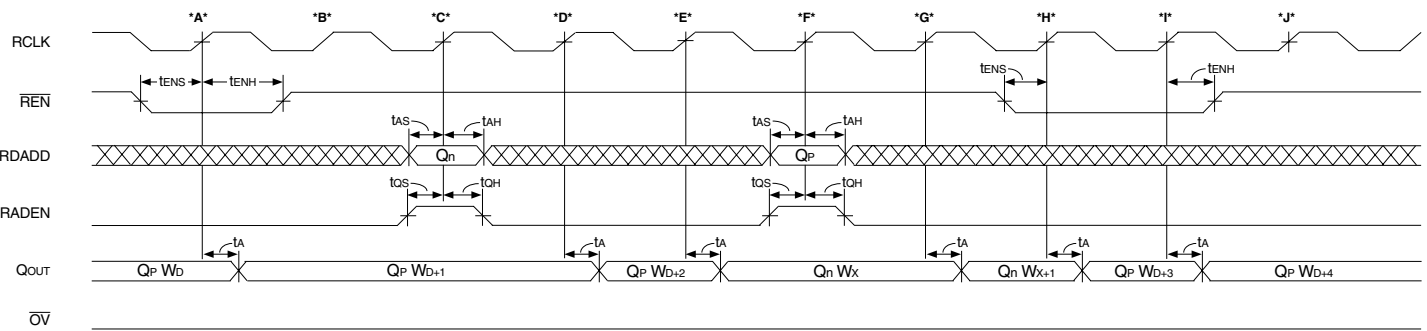 *A* *B* *C* *D* *E* *F* *G* *H* *I* *J*
RCLK
tENS tENH tENS tENH
REN
tAS tAH tAS tAH
RDADD Qn QP
tQS tQH tQS tQH
RADEN
tA tA tA tA tA tA
QOUT QP WD QP WD+1 QP WD+2 Qn WX Qn WX+1 QP WD+3 QP WD+4
OV